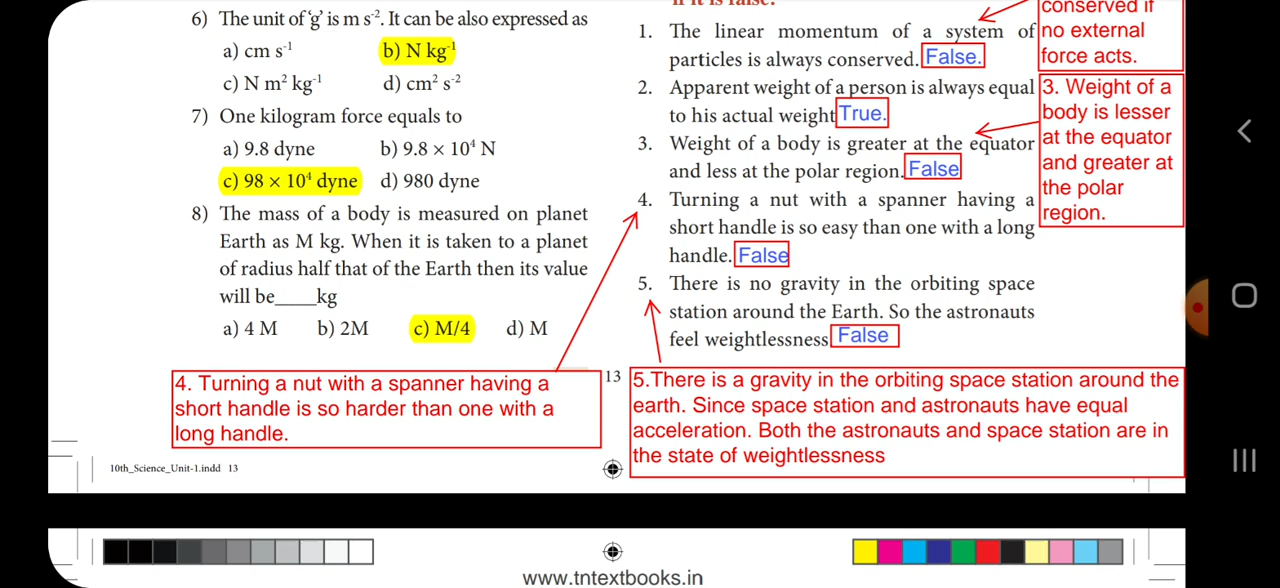 6) The unit of 'g' is m s⁻². It can be also expressed as
a) cm s⁻¹ b) N kg⁻¹
c) N m² kg⁻¹ d) cm² s⁻²
7) One kilogram force equals to
a) 9.8 dyne b) 9.8 × 10⁴ N
c) 98 × 10⁴ dyne d) 980 dyne
8) The mass of a body is measured on planet
Earth as M kg. When it is taken to a planet
of radius half that of the Earth then its value
will be____kg
a) 4 M b) 2M c) M/4 d) M
4. Turning a nut with a spanner having a
short handle is so harder than one with a
long handle.
10th_Science_Unit-1.indd 13
if it is false.
1. The linear momentum of a system of
particles is always conserved. False.
2. Apparent weight of a person is always equal
to his actual weight True.
3. Weight of a body is greater at the equator
and less at the polar region. False
4. Turning a nut with a spanner having a
short handle is so easy than one with a long
handle. False
5. There is no gravity in the orbiting space
station around the Earth. So the astronauts
feel weightlessness False
conserved if
no external
force acts.
3. Weight of a
body is lesser
at the equator
and greater at
the polar
region.
13
5.There is a gravity in the orbiting space station around the
earth. Since space station and astronauts have equal
acceleration. Both the astronauts and space station are in
the state of weightlessness
www.tntextbooks.in